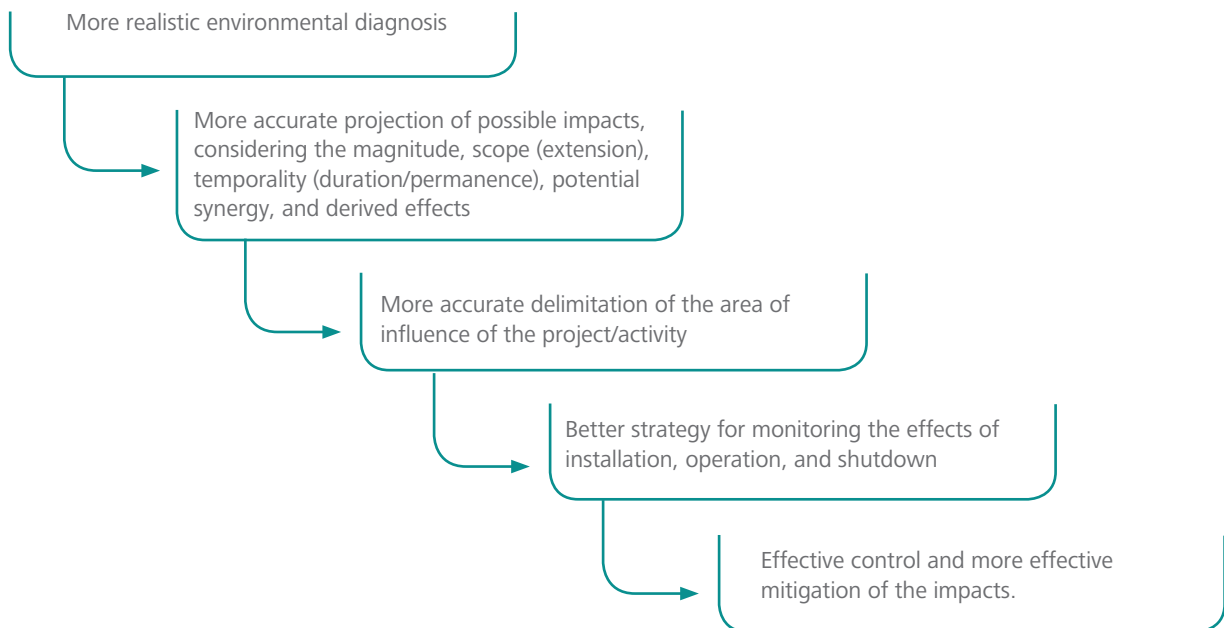 More realistic environmental diagnosis
More accurate projection of possible impacts,
considering the magnitude, scope (extension),
temporality (duration/permanence), potential
synergy, and derived effects
More accurate delimitation of the area of
influence of the project/activity
Better strategy for monitoring the effects of
installation, operation, and shutdown
Effective control and more effective
mitigation of the impacts.